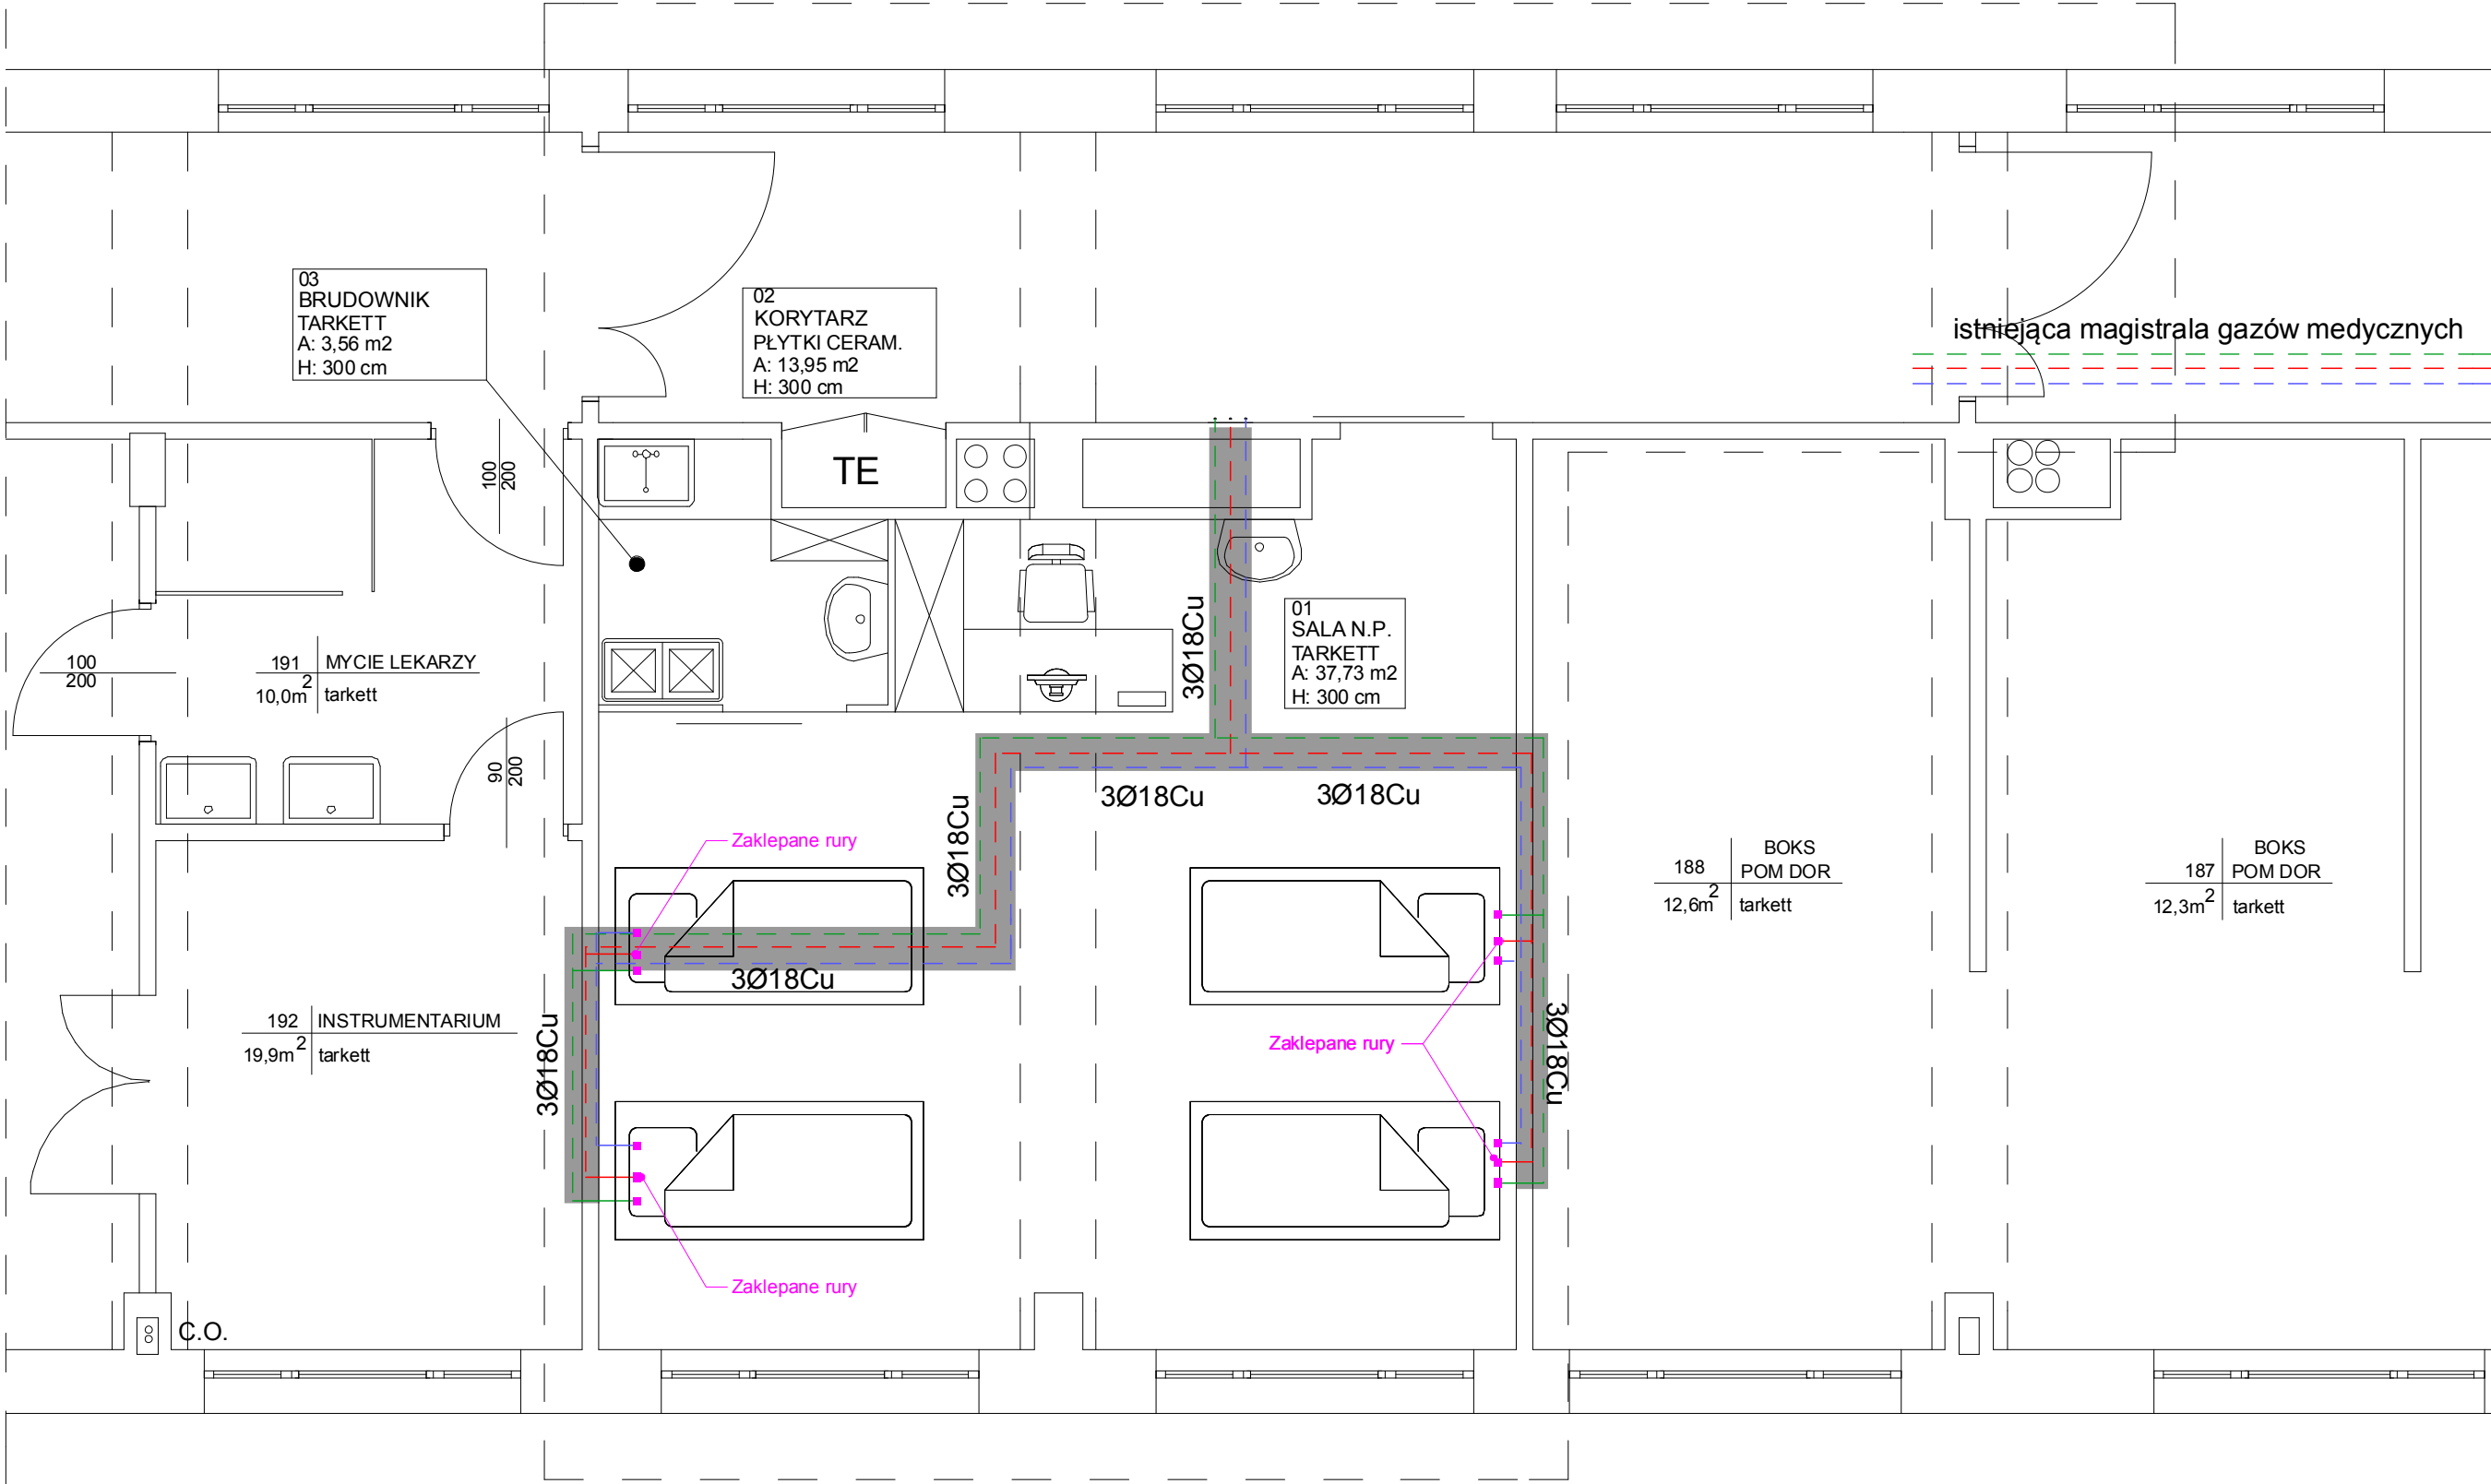 03
BRUDOWNIK
TARKETT
A: 3,56 m2
H: 300 cm
02
KORYTARZ
PŁYTKI CERAM.
A: 13,95 m2
H: 300 cm
istniejąca magistrala gazów medycznych
100
200
TE
01
SALA N.P.
TARKETT
A: 37,73 m2
H: 300 cm
3Ø18Cu
100
200
191 MYCIE LEKARZY
10,0m2 tarkett
90
200
3Ø18Cu
3Ø18Cu
3Ø18Cu
Zaklepane rury
188 BOKS
POM DOR
12,6m2 tarkett
187 BOKS
POM DOR
12,3m2 tarkett
3Ø18Cu
192 INSTRUMENTARIUM
19,9m2 tarkett
3Ø18Cu
Zaklepane rury
3Ø18Cu
Zaklepane rury
C.O.